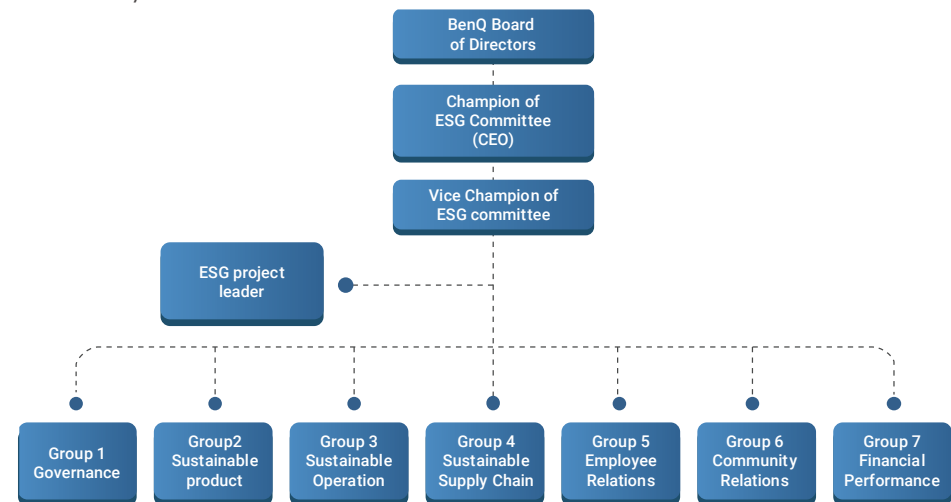 BenQ Board
of Directors
Champion of
ESG Committee
(CEO)
Vice Champion of
ESG committee
ESG project
leader
Group 1
Governance
Group2
Sustainable
product
Group 3
Sustainable
Operation
Group 4
Sustainable
Supply Chain
Group 5
Employee
Relations
Group 6
Community
Relations
Group 7
Financial
Performance